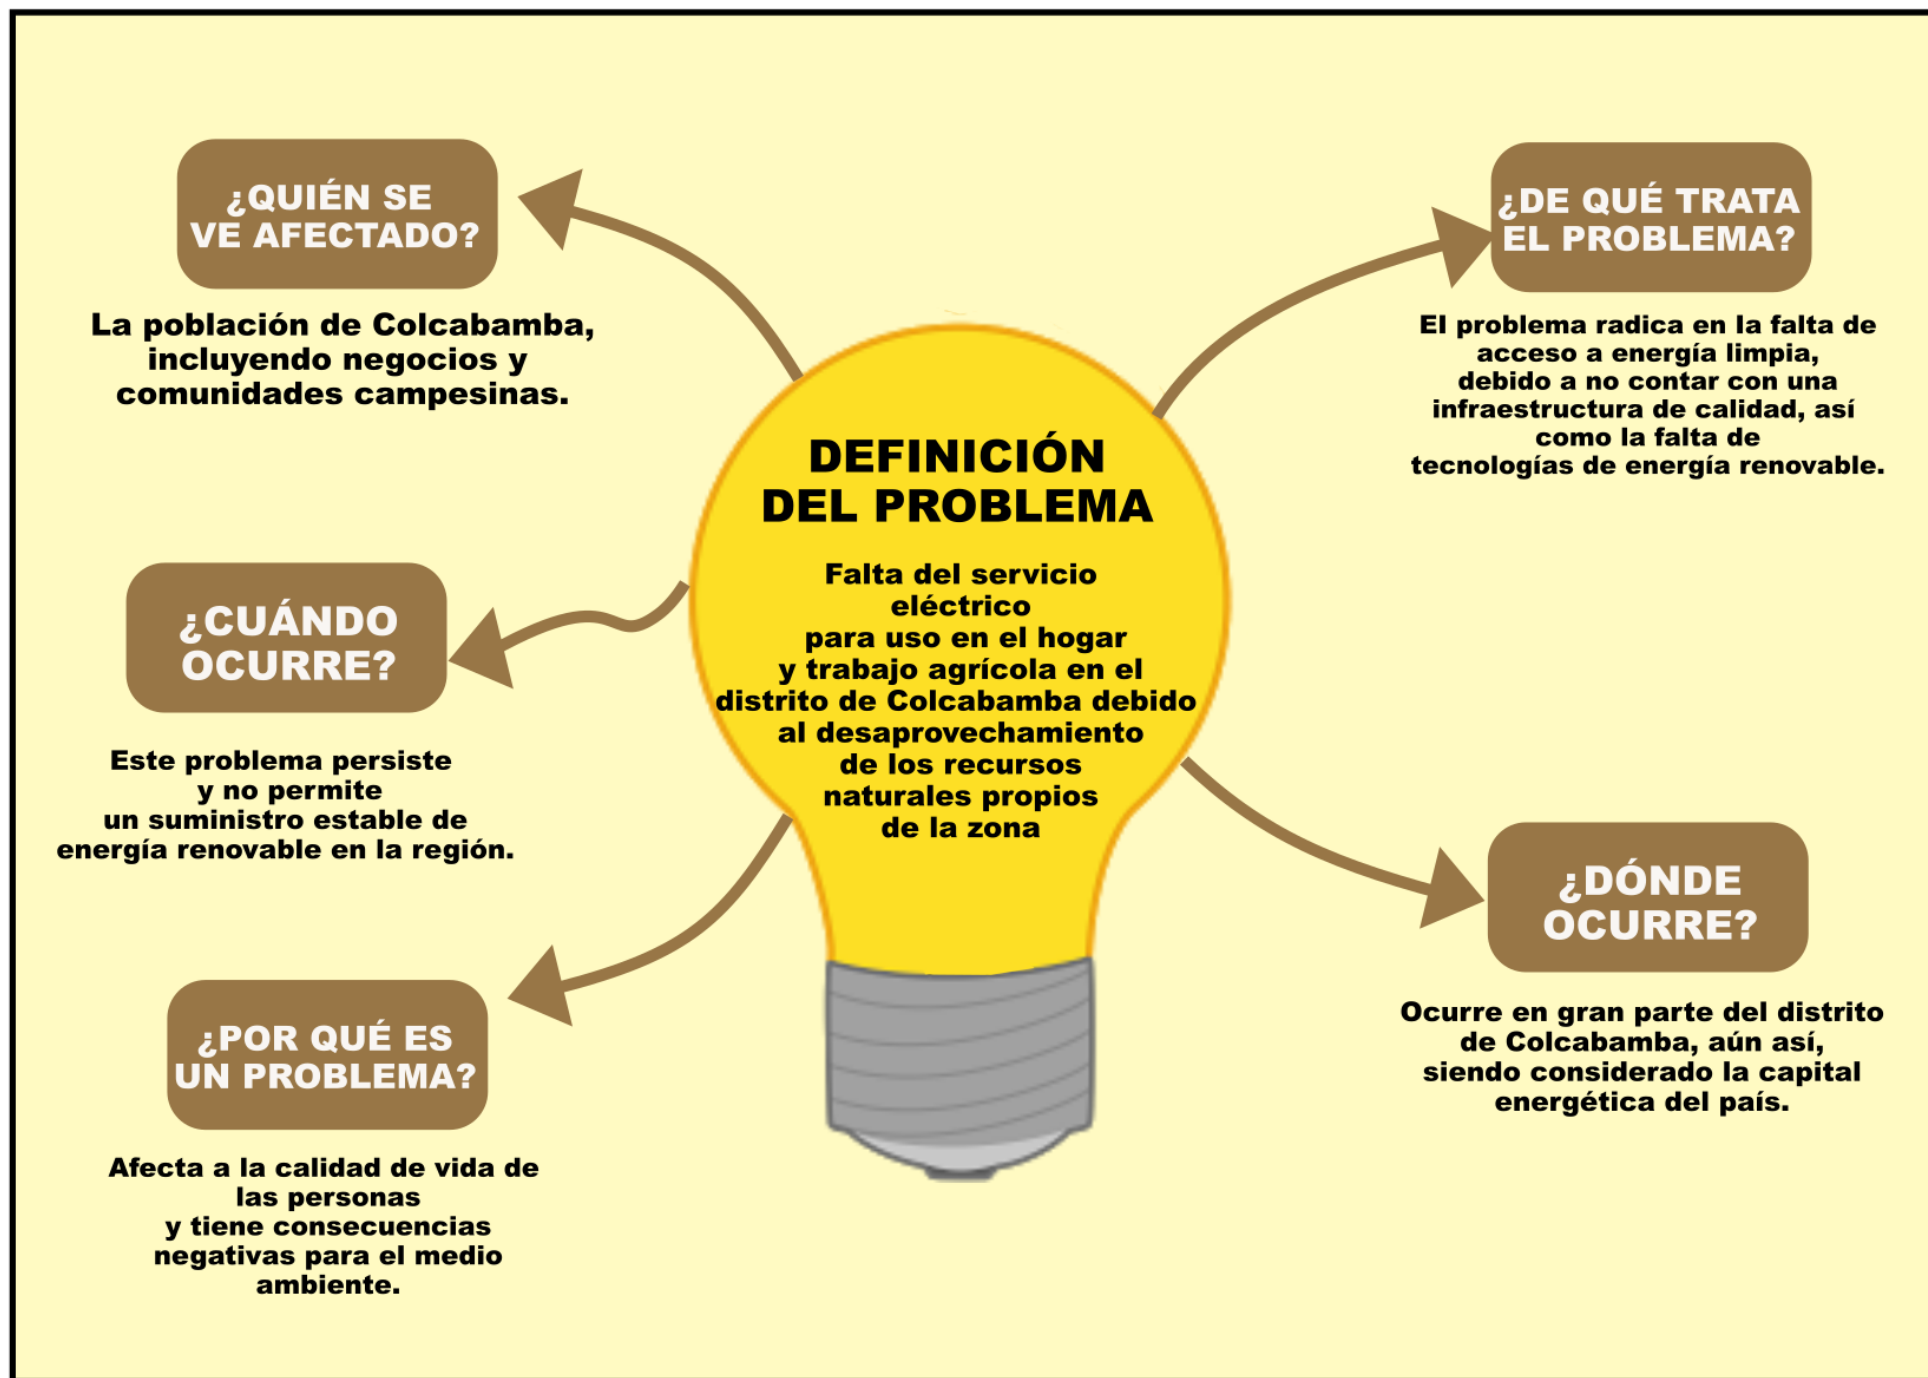 ¿QUIÉN SE
VE AFECTADO?
La población de Colcabamba,
incluyendo negocios y
comunidades campesinas.
¿CUÁNDO
OCURRE?
Este problema persiste
y no permite
un suministro estable de
energía renovable en la región.
¿POR QUÉ ES
UN PROBLEMA?
Afecta a la calidad de vida de
las personas
y tiene consecuencias
negativas para el medio
ambiente.
DEFINICIÓN
DEL PROBLEMA
Falta del servicio
eléctrico
para uso en el hogar
y trabajo agrícola en el
distrito de Colcabamba debido
al desaprovechamiento
de los recursos
naturales propios
de la zona
¿DE QUÉ TRATA
EL PROBLEMA?
El problema radica en la falta de
acceso a energía limpia,
debido a no contar con una
infraestructura de calidad, así
como la falta de
tecnologías de energía renovable.
¿DÓNDE
OCURRE?
Ocurre en gran parte del distrito
de Colcabamba, aún así,
siendo considerado la capital
energética del país.